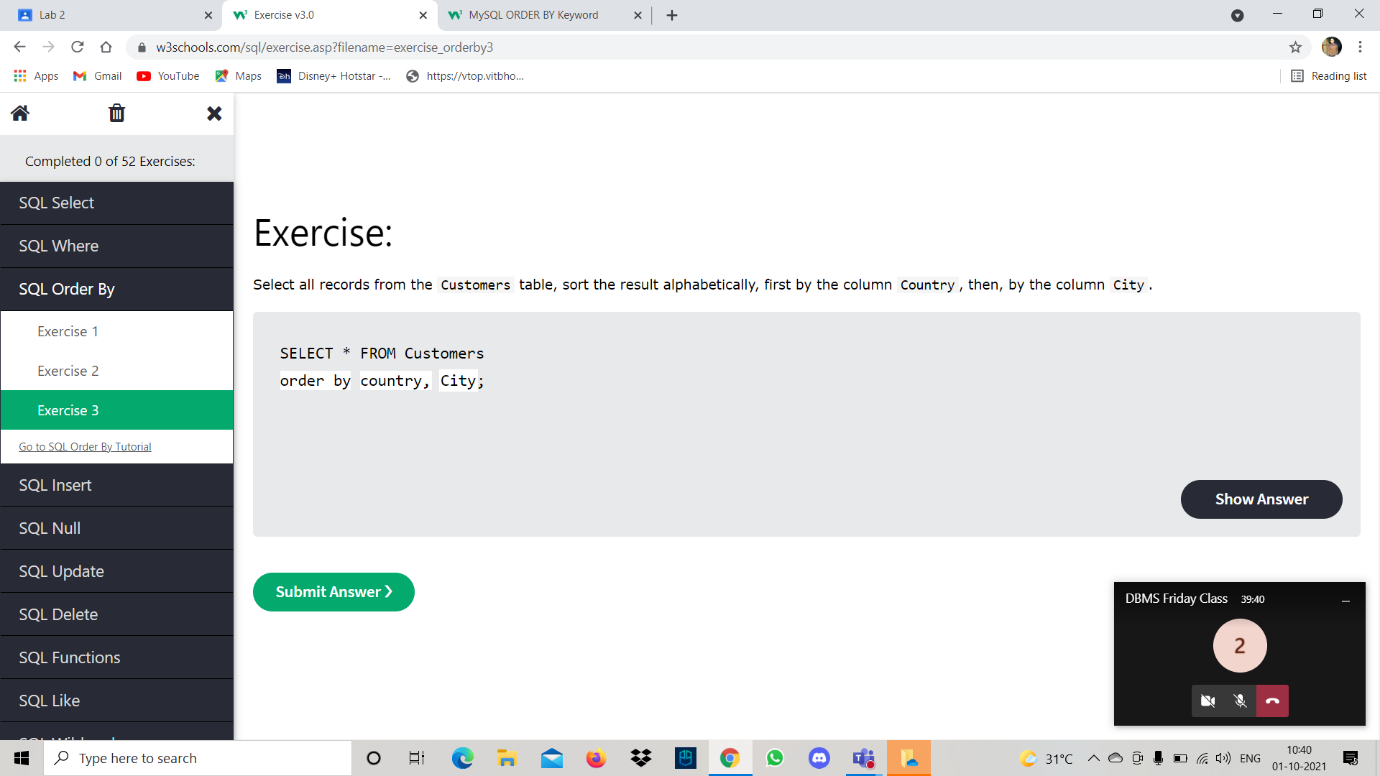 Lab 2
Exercise v3.0
MySQL ORDER BY Keyword
w3schools.com/sql/exercise.asp?filename=exercise_orderby3
Apps Gmail YouTube Maps Disney+ Hotstar -... https://vtop.vitbho... Reading list
Completed 0 of 52 Exercises:
SQL Select
SQL Where
SQL Order By
Exercise 1
Exercise 2
Exercise 3
Go to SQL Order By Tutorial
SQL Insert
SQL Null
SQL Update
SQL Delete
SQL Functions
SQL Like
Exercise:
Select all records from the Customers table, sort the result alphabetically, first by the column Country, then, by the column City.
SELECT * FROM Customers
order by country, City;
Show Answer
Submit Answer ❯
DBMS Friday Class 39:40
2
Type here to search
31°C ENG
10:40
01-10-2021